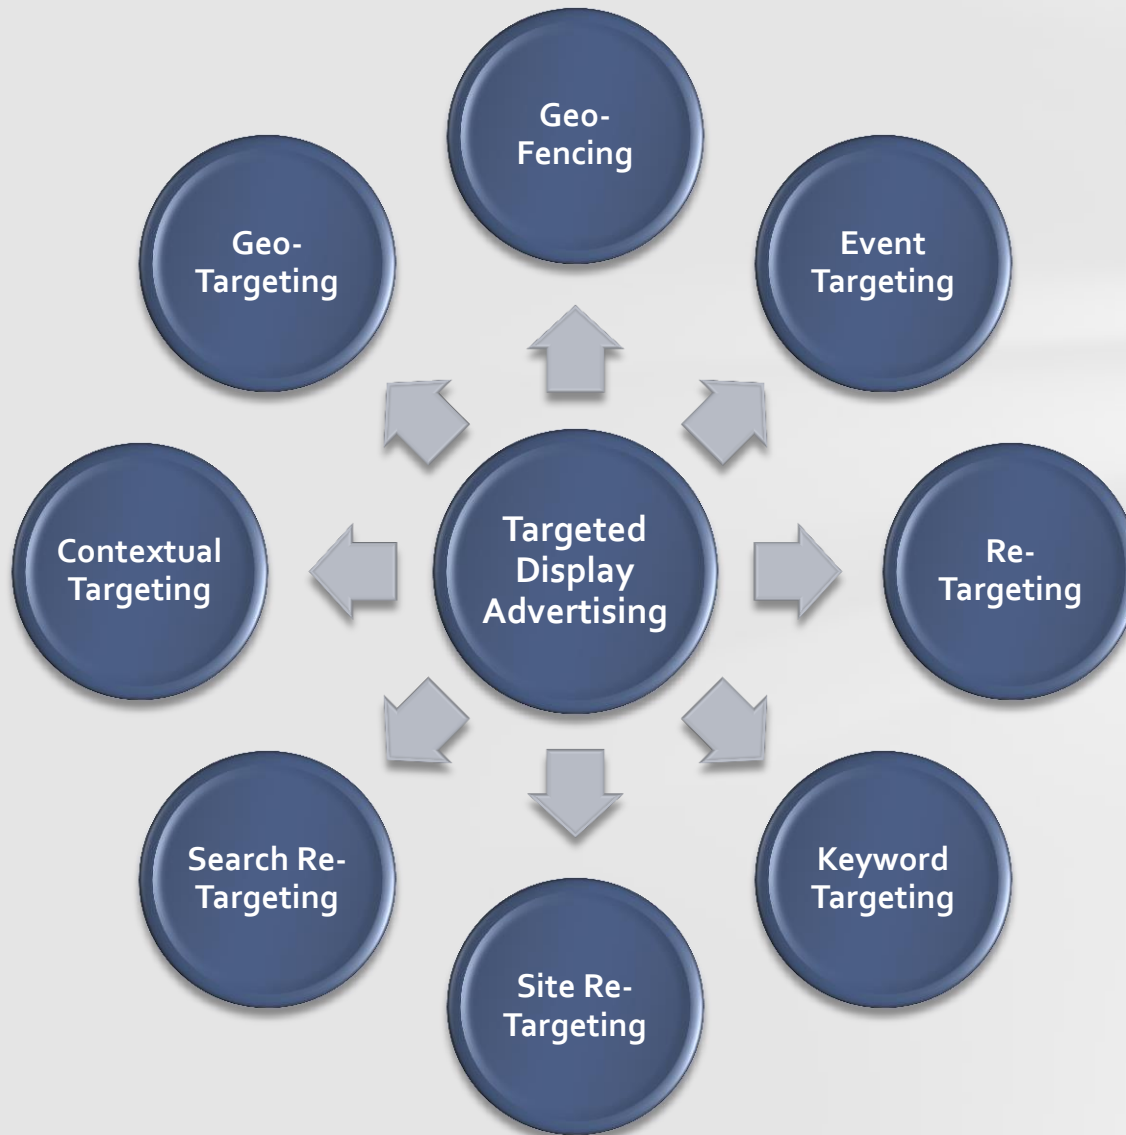 Geo-
Fencing
Geo-
Targeting
Event
Targeting
Contextual
Targeting
Targeted
Display
Advertising
Re-
Targeting
Search Re-
Targeting
Keyword
Targeting
Site Re-
Targeting